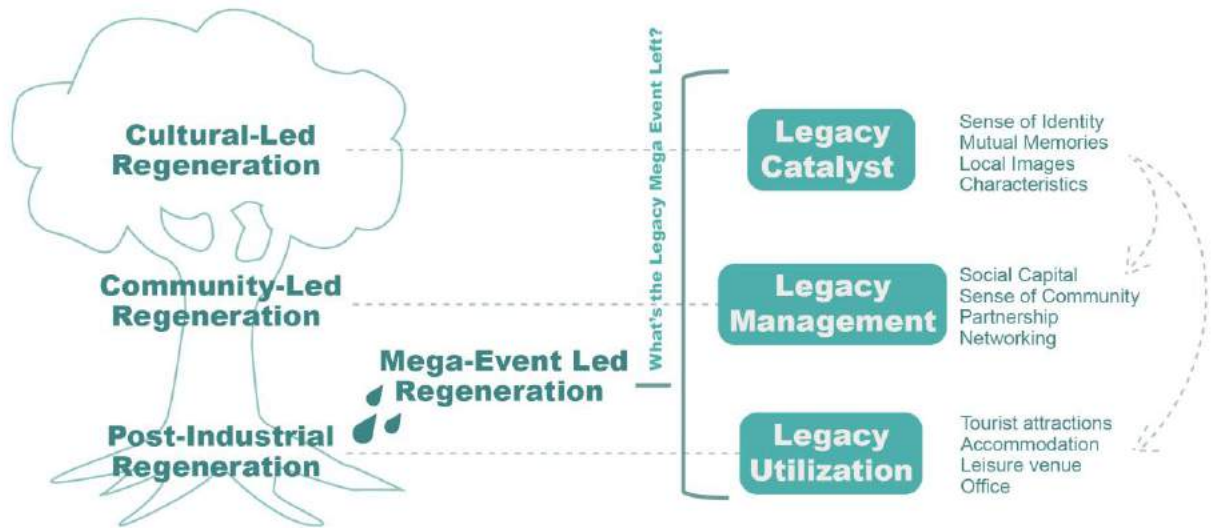 Cultural-Led
Regeneration
Community-Led
Regeneration
Post-Industrial
Regeneration
Mega-Event Led
Regeneration
What's the Legacy Mega Event Left?
Legacy
Catalyst
Sense of Identity
Mutual Memories
Local Images
Characteristics
Legacy
Management
Social Capital
Sense of Community
Partnership
Networking
Legacy
Utilization
Tourist attractions
Accommodation
Leisure venue
Office